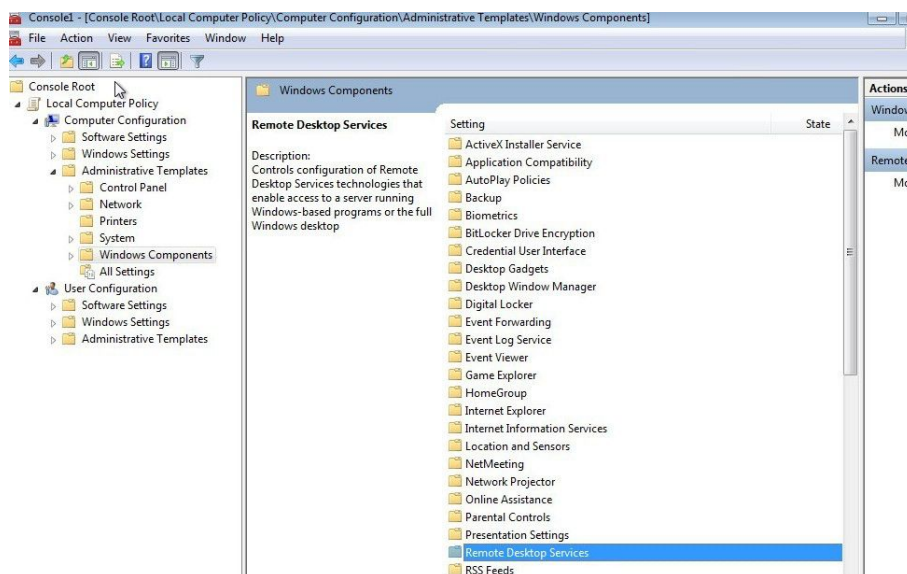 Console1 - [Console Root\Local Computer Policy\Computer Configuration\Administrative Templates\Windows Components]
File Action View Favorites Window Help
Console Root
Local Computer Policy
Computer Configuration
Software Settings
Windows Settings
Administrative Templates
Control Panel
Network
Printers
System
Windows Components
All Settings
User Configuration
Software Settings
Windows Settings
Administrative Templates
Windows Components
Remote Desktop Services
Description:
Controls configuration of Remote
Desktop Services technologies that
enable access to a server running
Windows-based programs or the full
Windows desktop
Setting State
ActiveX Installer Service
Application Compatibility
AutoPlay Policies
Backup
Biometrics
BitLocker Drive Encryption
Credential User Interface
Desktop Gadgets
Desktop Window Manager
Digital Locker
Event Forwarding
Event Log Service
Event Viewer
Game Explorer
HomeGroup
Internet Explorer
Internet Information Services
Location and Sensors
NetMeeting
Network Projector
Online Assistance
Parental Controls
Presentation Settings
Remote Desktop Services
RSS Feeds
Actions
Remote